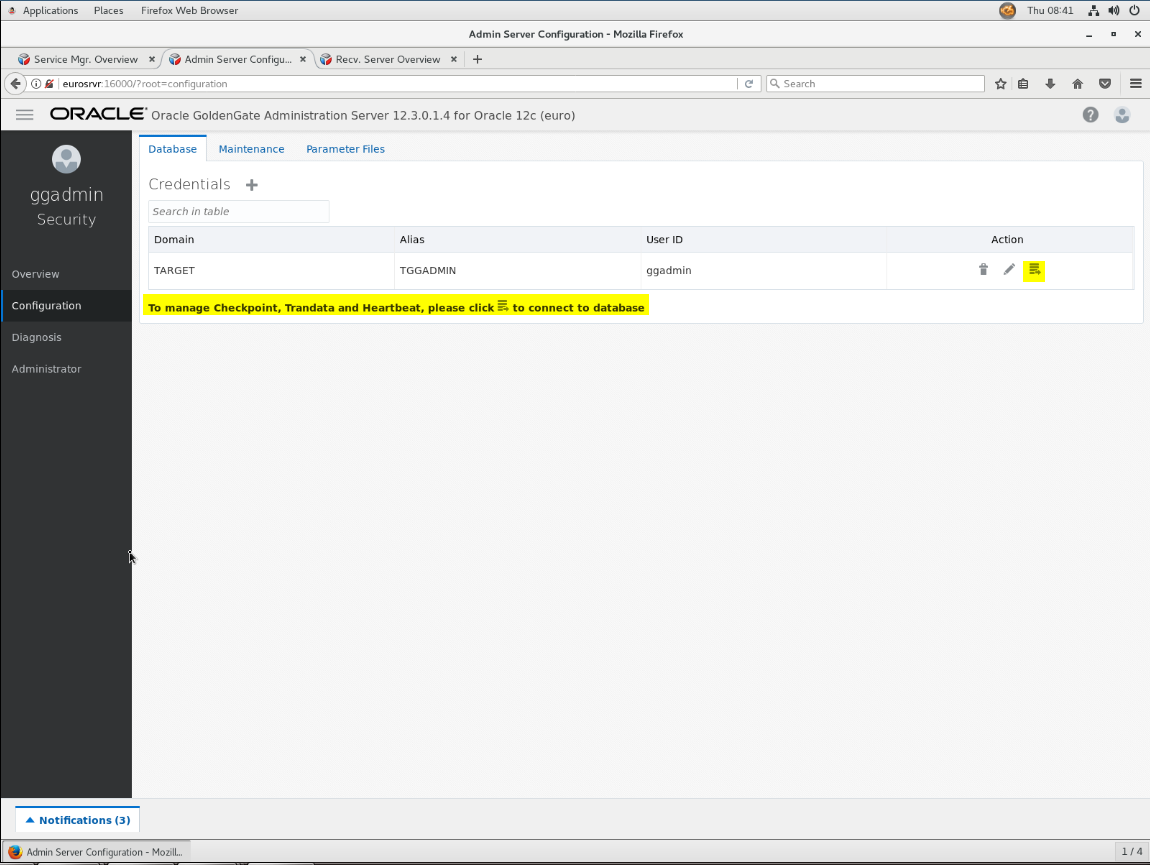 Applications Places Firefox Web Browser Thu 08:41
Admin Server Configuration - Mozilla Firefox
Service Mgr. Overview Admin Server Configu... Recv. Server Overview
eurosrvr:16000/?root=configuration Search
ORACLE Oracle GoldenGate Administration Server 12.3.0.1.4 for Oracle 12c (euro)
ggadmin
Security
Overview
Configuration
Diagnosis
Administrator
Database Maintenance Parameter Files
Credentials
Search in table
Domain Alias User ID Action
TARGET TGGADMIN ggadmin
To manage Checkpoint, Trandata and Heartbeat, please click to connect to database
Notifications (3)
Admin Server Configuration - Mozill... 1 / 4